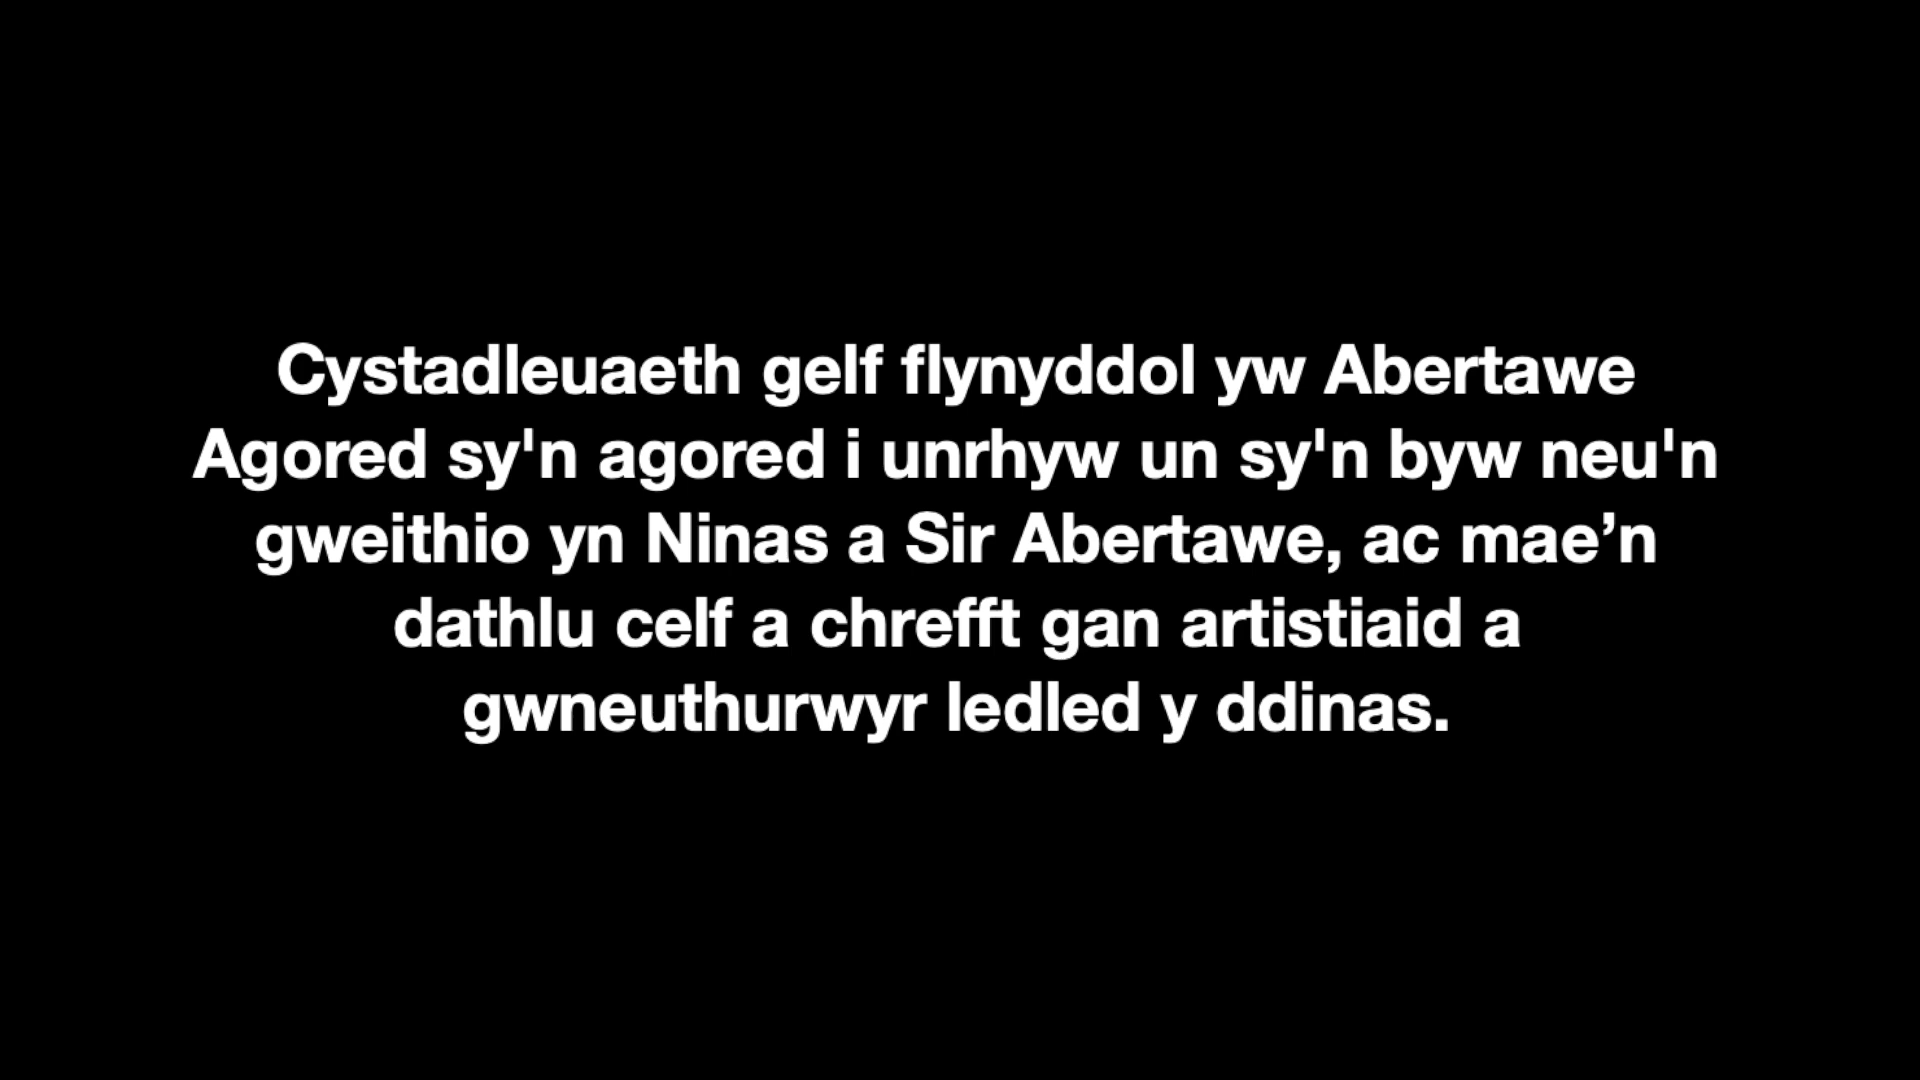 Cystadleuaeth gelf flynyddol yw Abertawe
Agored sy'n agored i unrhyw un sy'n byw neu'n
gweithio yn Ninas a Sir Abertawe, ac mae’n
dathlu celf a chrefft gan artistiaid a
gwneuthurwyr ledled y ddinas.